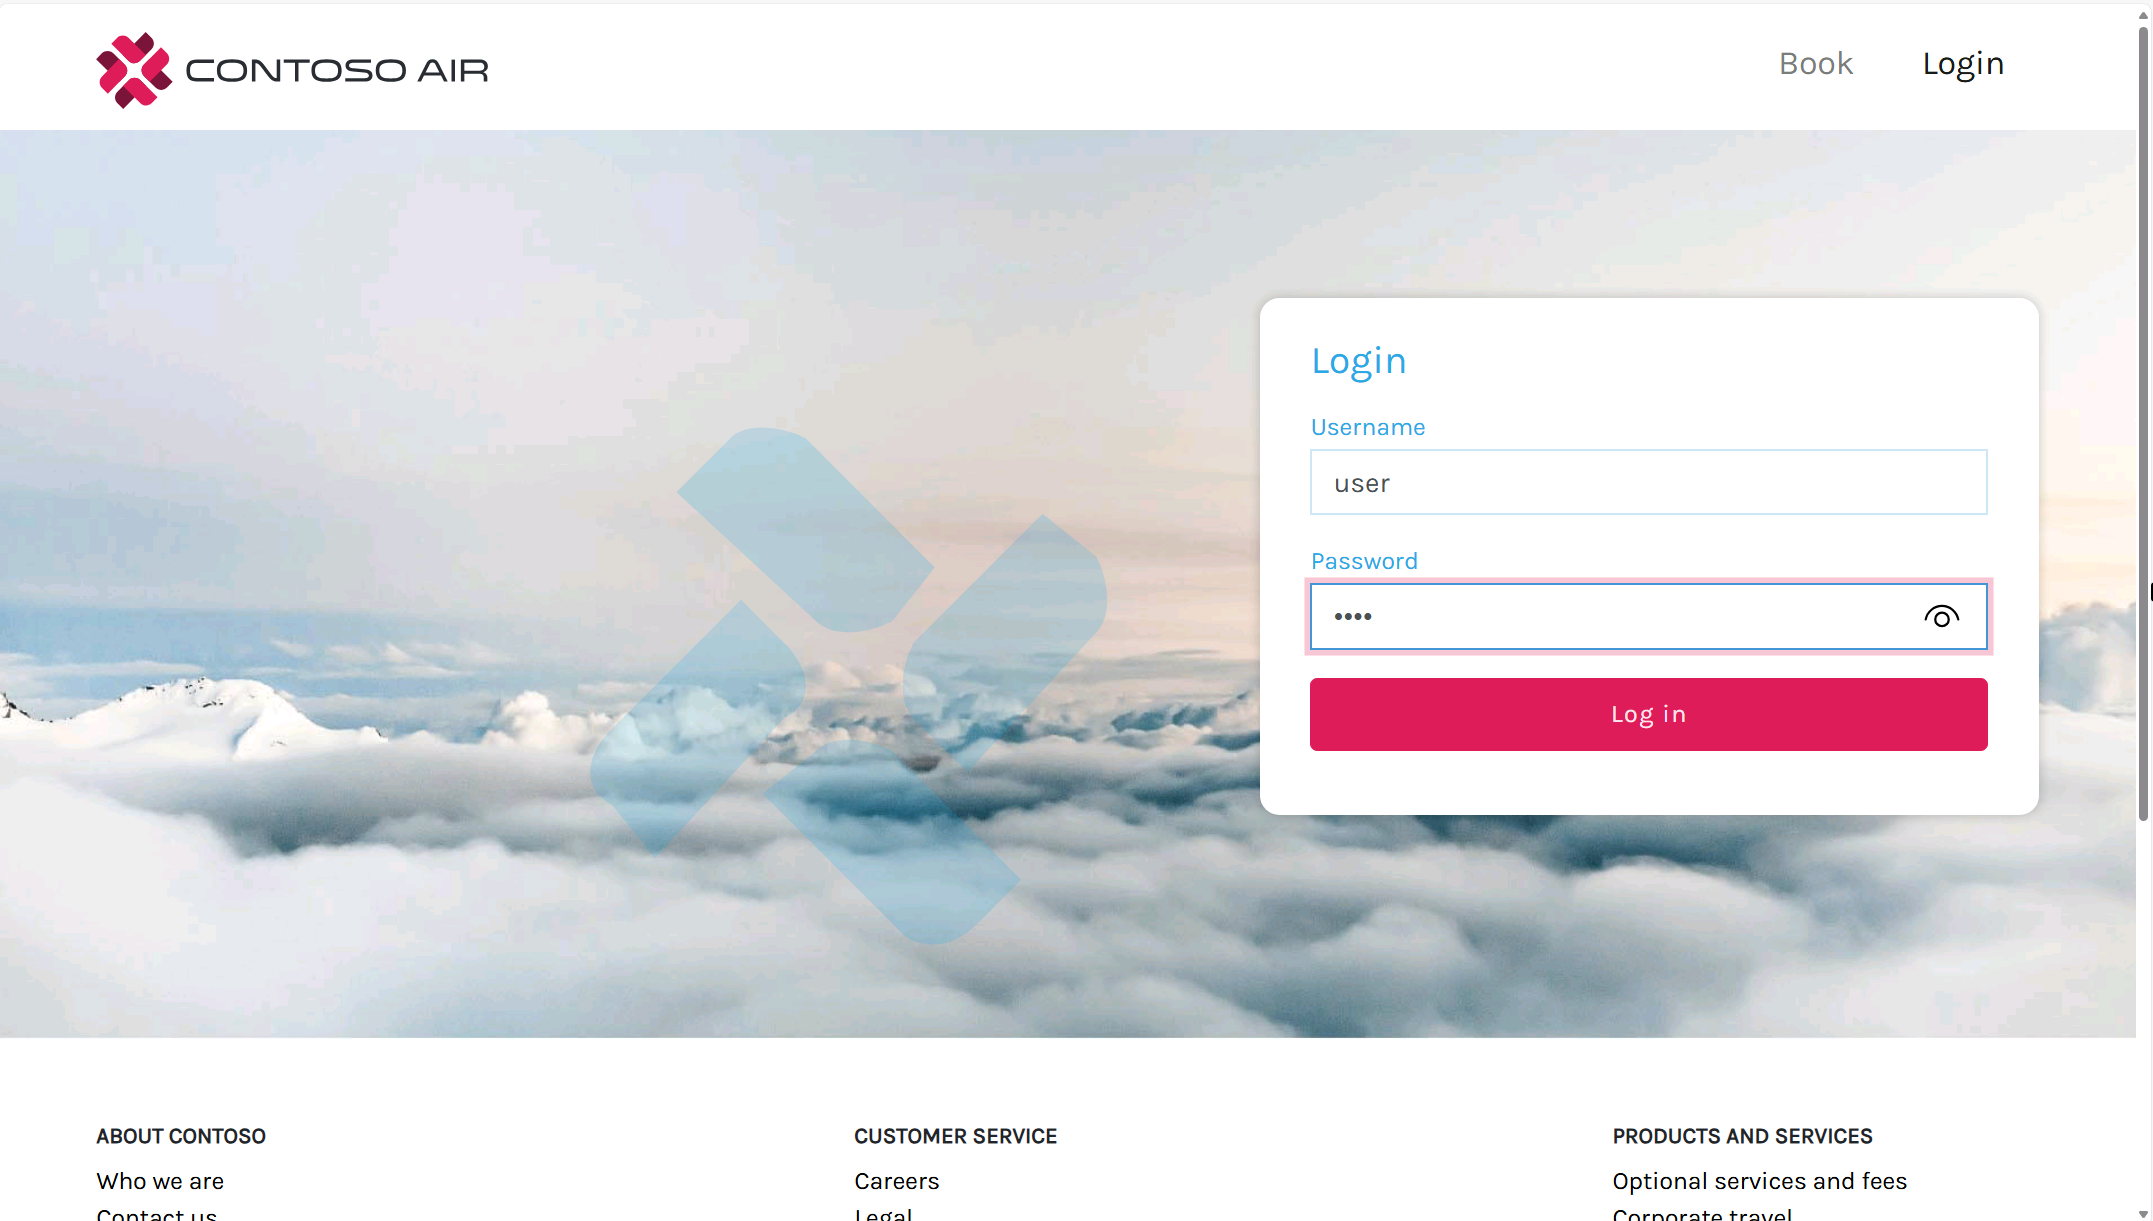 CONTOSO AIR
Book
Login
Login
Username
user
Password
••••
Log in
ABOUT CONTOSO
Who we are
Contact us
CUSTOMER SERVICE
Careers
Legal
PRODUCTS AND SERVICES
Optional services and fees
Corporate travel